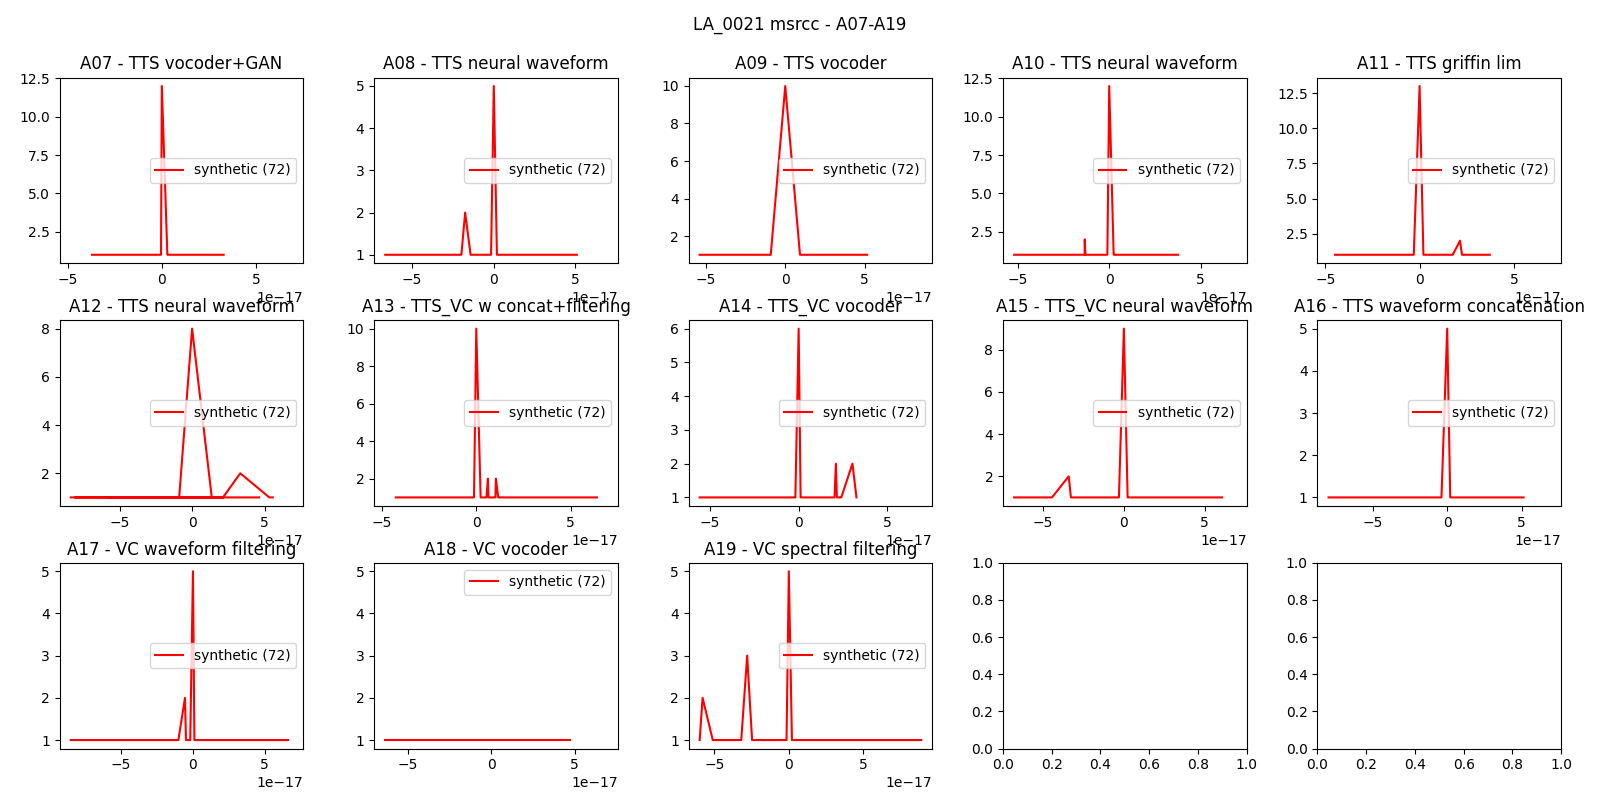 LA_0021 msrcc - A07-A19
A07 - TTS vocoder+GAN
A08 - TTS neural waveform
A09 - TTS vocoder
A10 - TTS neural waveform
A11 - TTS griffin lim
12.5
10.0
7.5
5.0
2.5
synthetic (72)
−5 0 5
1e−17
5
4
3
2
1
synthetic (72)
−5 0 5
1e−17
10
8
6
4
2
synthetic (72)
−5 0 5
1e−17
12.5
10.0
7.5
5.0
2.5
synthetic (72)
−5 0 5
1e−17
12.5
10.0
7.5
5.0
2.5
synthetic (72)
−5 0 5
1e−17
A12 - TTS neural waveform
A13 - TTS_VC w concat+filtering
A14 - TTS_VC vocoder
A15 - TTS_VC neural waveform
A16 - TTS waveform concatenation
8
6
4
2
synthetic (72)
−5 0 5
1e−17
10
8
6
4
2
synthetic (72)
−5 0 5
1e−17
6
5
4
3
2
1
synthetic (72)
−5 0 5
1e−17
8
6
4
2
synthetic (72)
−5 0 5
1e−17
5
4
3
2
1
synthetic (72)
−5 0 5
1e−17
A17 - VC waveform filtering
A18 - VC vocoder
A19 - VC spectral filtering
5
4
3
2
1
synthetic (72)
−5 0 5
1e−17
5
4
3
2
1
synthetic (72)
−5 0 5
1e−17
5
4
3
2
1
synthetic (72)
−5 0 5
1e−17
1.0
0.8
0.6
0.4
0.2
0.0
0.0 0.2 0.4 0.6 0.8 1.0
1.0
0.8
0.6
0.4
0.2
0.0
0.0 0.2 0.4 0.6 0.8 1.0